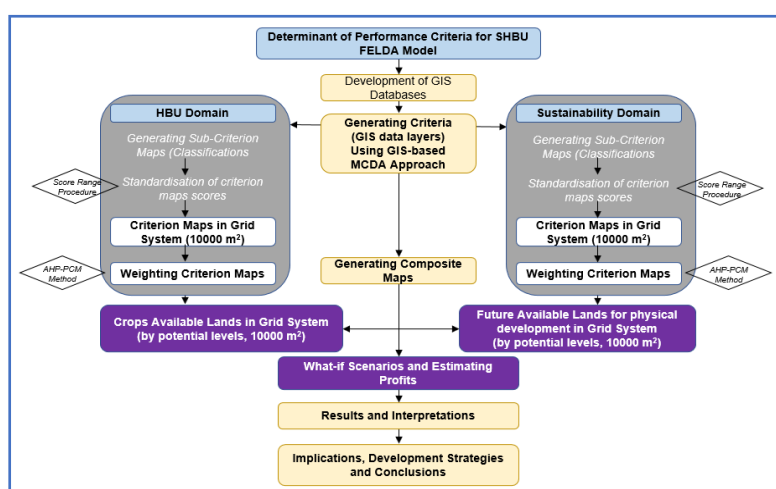 Determinant of Performance Criteria for SHBU
FELDA Model
Development of GIS
Databases
HBU Domain
Generating Sub-Criterion
Maps (Classifications
Score Range
Procedure
Standardisation of criterion
maps scores
Criterion Maps in Grid
System (10000 m²)
AHP-PCM
Method
Weighting Criterion Maps
Generating Criteria
(GIS data layers)
Using GIS-based
MCDA Approach
Sustainability Domain
Generating Sub-Criterion
Maps (Classifications
Standardisation of criterion
maps scores
Score Range
Procedure
Criterion Maps in Grid
System (10000 m²)
Weighting Criterion Maps
AHP-PCM
Method
Generating Composite
Maps
Crops Available Lands in Grid System
(by potential levels, 10000 m²)
Future Available Lands for physical
development in Grid System
(by potential levels, 10000 m²)
What-if Scenarios and Estimating
Profits
Results and Interpretations
Implications, Development Strategies
and Conclusions